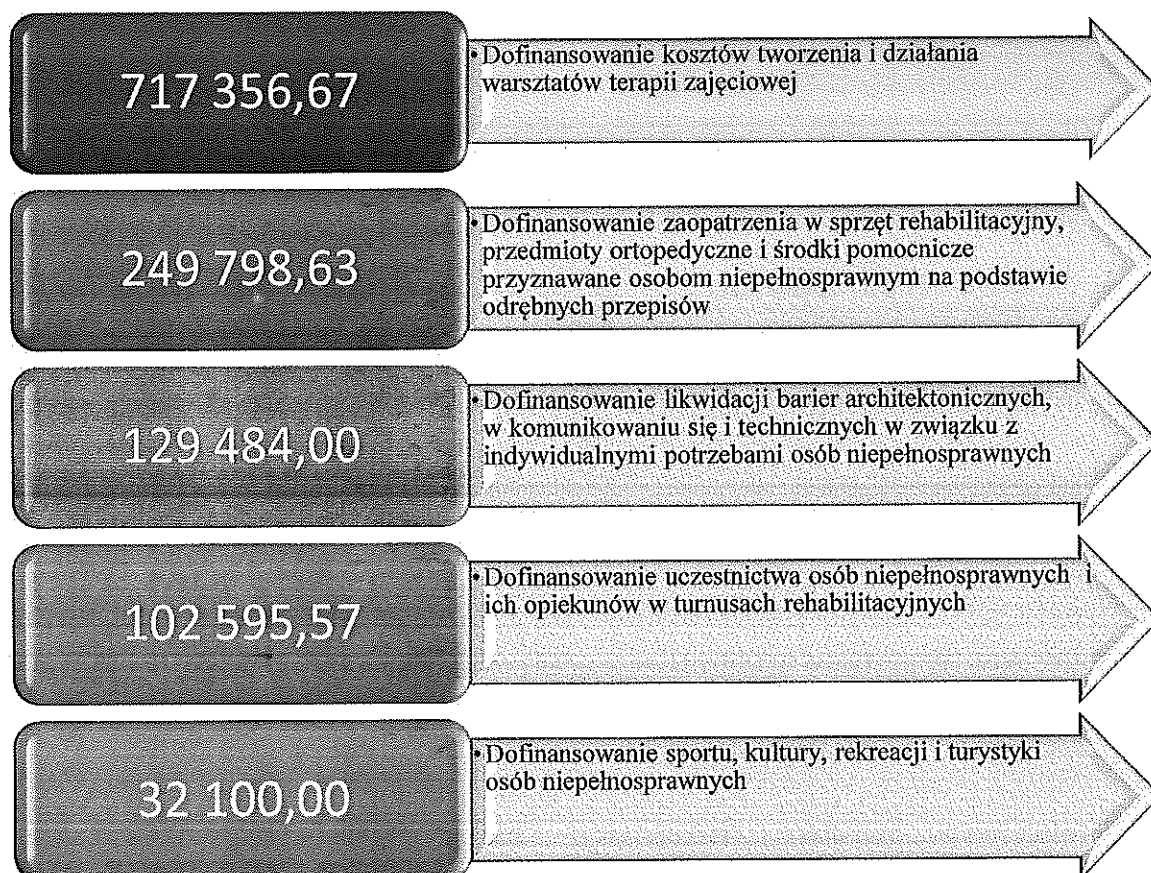 717 356,67
• Dofinansowanie kosztów tworzenia i działania
warsztatów terapii zajęciowej
249 798,63
• Dofinansowanie zaopatrzenia w sprzęt rehabilitacyjny,
przedmioty ortopedyczne i środki pomocnicze
przyznawane osobom niepełnosprawnym na podstawie
odrębnych przepisów
129 484,00
• Dofinansowanie likwidacji barier architektonicznych,
w komunikowaniu się i technicznych w związku z
indywidualnymi potrzebami osób niepełnosprawnych
102 595,57
• Dofinansowanie uczestnictwa osób niepełnosprawnych i
ich opiekunów w turnusach rehabilitacyjnych
32 100,00
• Dofinansowanie sportu, kultury, rekreacji i turystyki
osób niepełnosprawnych